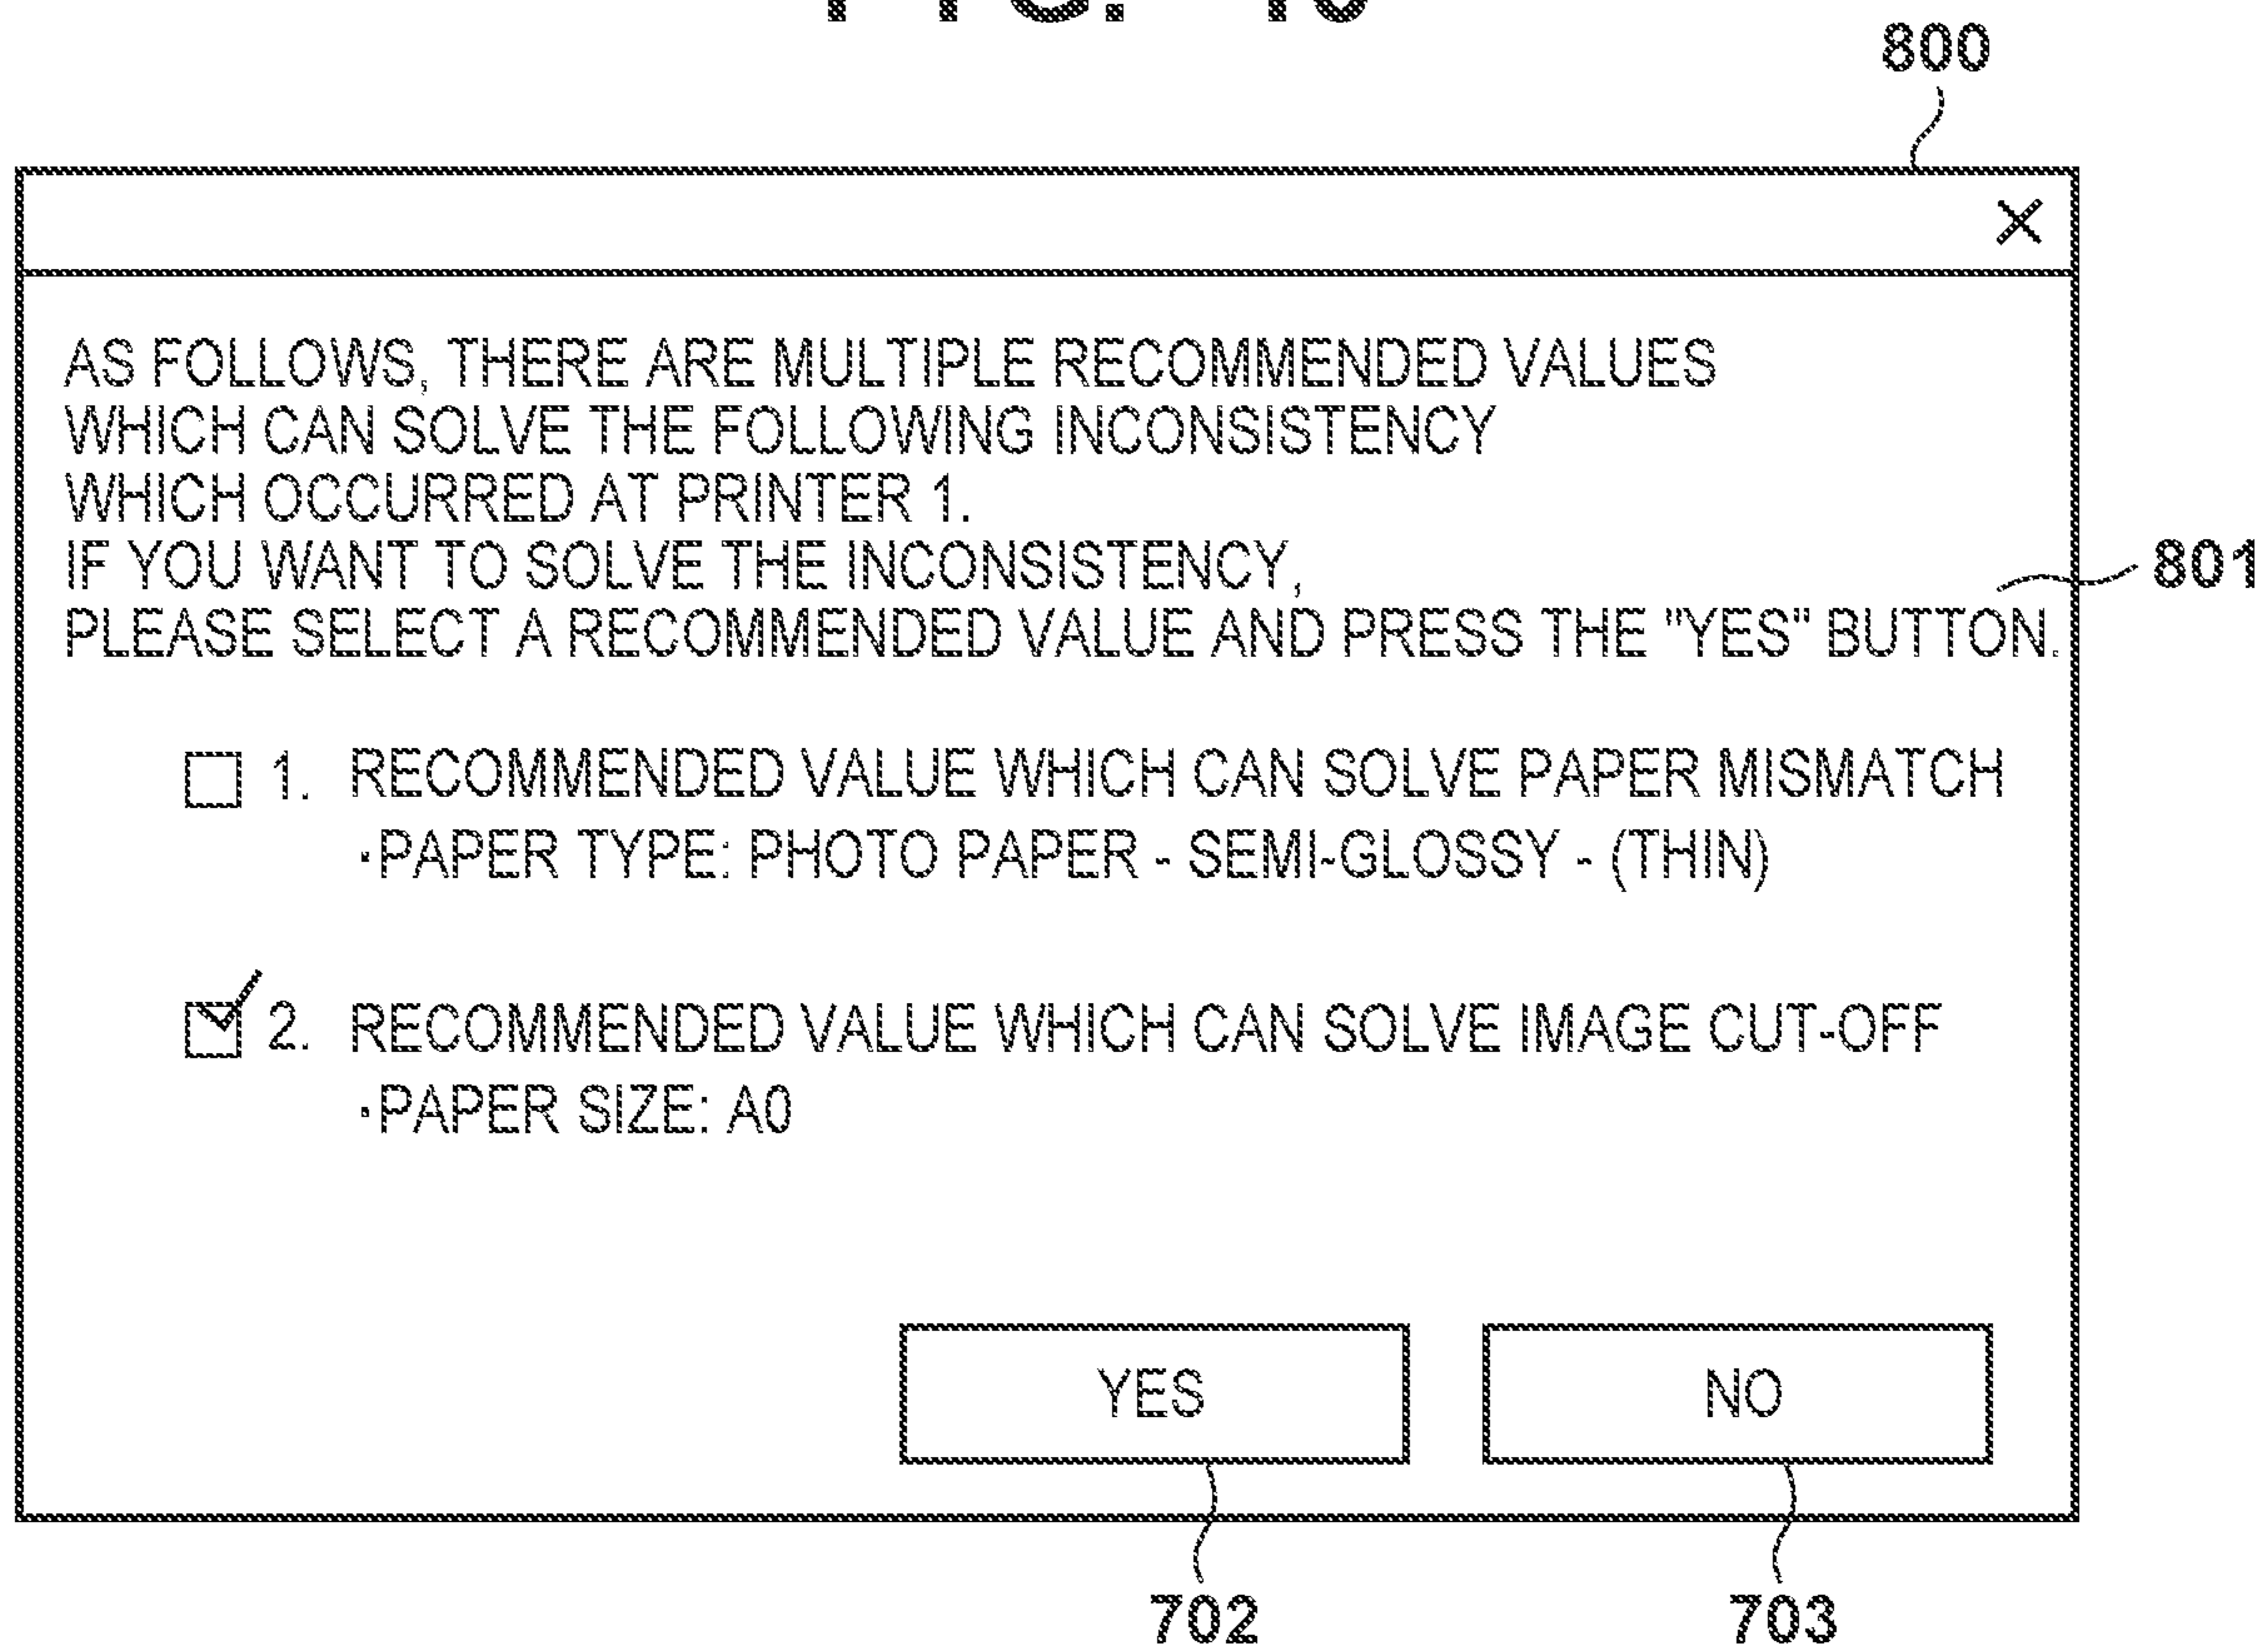 800
×
AS FOLLOWS, THERE ARE MULTIPLE RECOMMENDED VALUES
WHICH CAN SOLVE THE FOLLOWING INCONSISTENCY
WHICH OCCURRED AT PRINTER 1.
IF YOU WANT TO SOLVE THE INCONSISTENCY,
801
PLEASE SELECT A RECOMMENDED VALUE AND PRESS THE "YES" BUTTON.
1. RECOMMENDED VALUE WHICH CAN SOLVE PAPER MISMATCH
·PAPER TYPE: PHOTO PAPER - SEMI-GLOSSY - (THIN)
2. RECOMMENDED VALUE WHICH CAN SOLVE IMAGE CUT-OFF
·PAPER SIZE: A0
YES NO
702 703